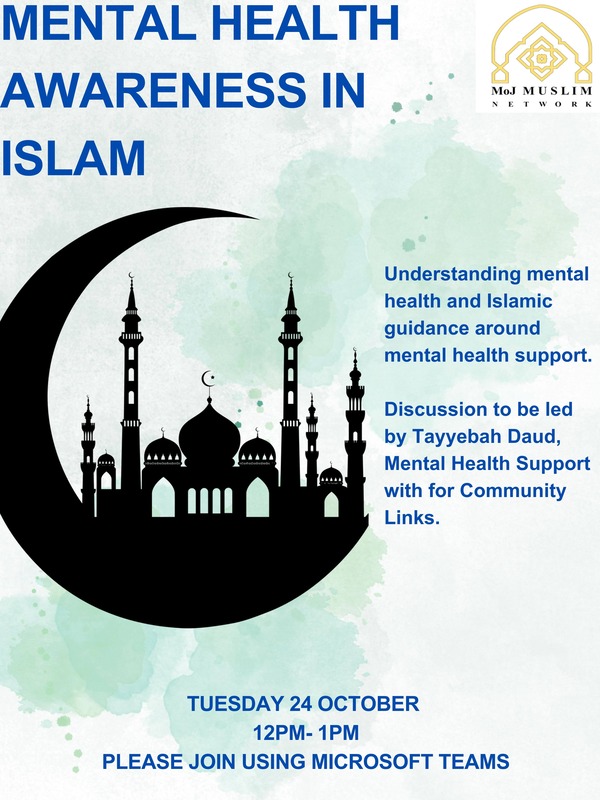 MENTAL HEALTH
AWARENESS IN
ISLAM
MoJ MUSLIM
NETWORK
Understanding mental
health and Islamic
guidance around
mental health support.
Discussion to be led
by Tayyebah Daud,
Mental Health Support
with for Community
Links.
TUESDAY 24 OCTOBER
12PM- 1PM
PLEASE JOIN USING MICROSOFT TEAMS